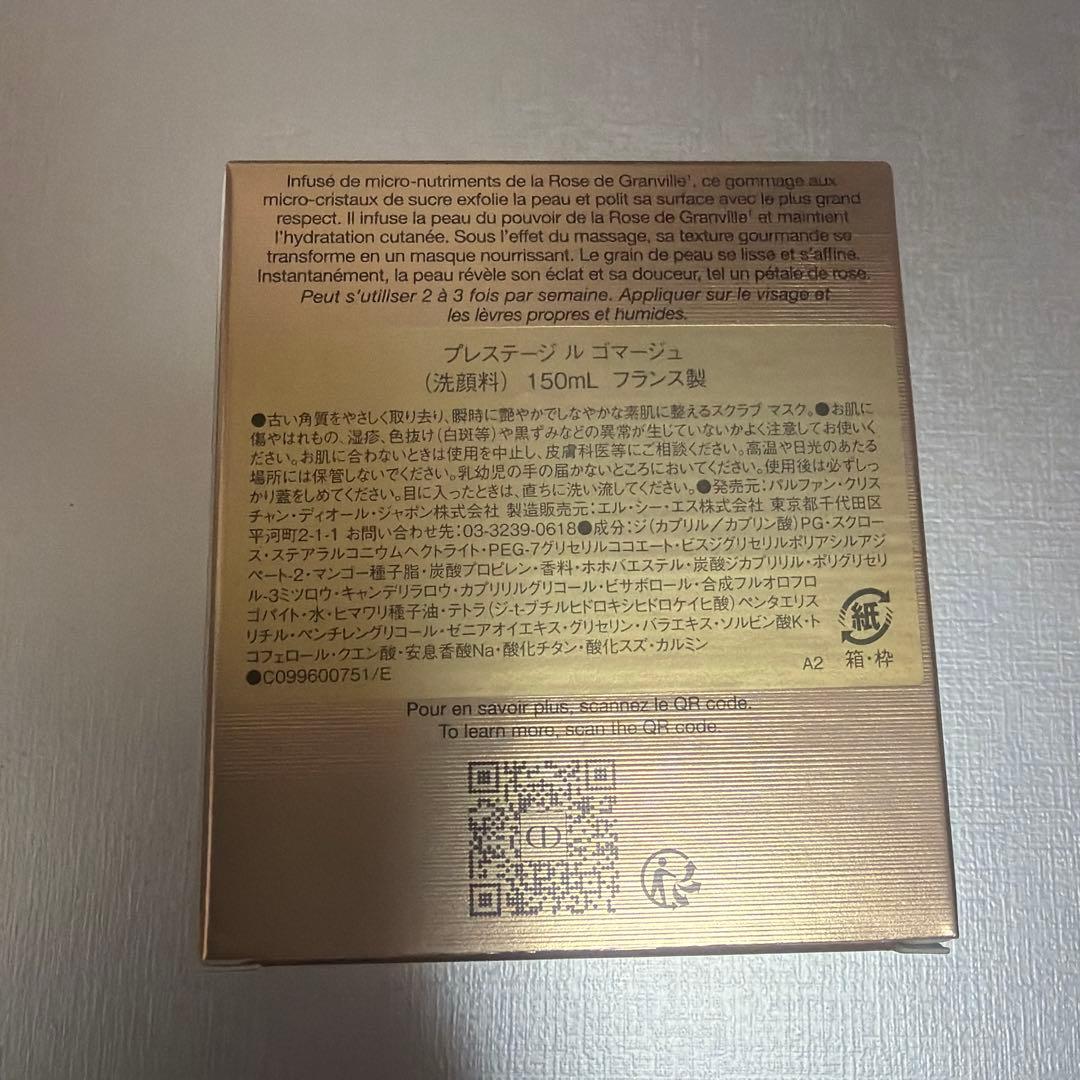 Infusé de micro-nutriments de la Rose de Granville¹, ce gommage aux
micro-cristaux de sucre exfolie la peau et polit sa surface avec le plus grand
respect. Il infuse la peau du pouvoir de la Rose de Granville¹ et maintient
l'hydratation cutanée. Sous l'effet du massage, sa texture gourmande se
transforme en un masque nourrissant. Le grain de peau se lisse et s'affine.
Instantanément, la peau révèle son éclat et sa douceur, tel un pétale de rose.
Peut s'utiliser 2 à 3 fois par semaine. Appliquer sur le visage et
les lèvres propres et humides.
プレステージ ル ゴマージュ
(洗顔料) 150mL フランス製
●古い角質をやさしく取り去り、瞬時に艶やかでしなやかな素肌に整えるスクラブ マスク。●お肌に
傷やはれもの、湿疹、色抜け(白斑等)や黒ずみなどの異常が生じていないかよく注意してお使いく
ださい。お肌に合わないときは使用を中止し、皮膚科医等にご相談ください。高温や日光のあたる
場所には保管しないでください。乳幼児の手の届かないところにおいてください。使用後は必ずしっ
かり蓋をしめてください。目に入ったときは、直ちに洗い流してください。●発売元:パルファン・クリス
チャン・ディオール・ジャポン株式会社 製造販売元:エル・シー・エス株式会社 東京都千代田区
平河町2-1-1 お問い合わせ先:03-3239-0618●成分:ジ(カプリル/カプリン酸)PG・スクロー
ス・ステアラルコニウムヘクトライト・PEG-7グリセリルココエート・ビスジグリセリルポリアシルアジ
ペート-2・マンゴー種子脂・炭酸プロピレン・香料・ホホバエステル・炭酸ジカプリリル・ポリグリセリ
ル-3ミツロウ・キャンデリラロウ・カプリリルグリコール・ビサボロール・合成フルオロフロ
ゴパイト・水・ヒマワリ種子油・テトラ(ジ-t-ブチルヒドロキシヒドロケイヒ酸)ペンタエリス
リチル・ペンチレングリコール・ゼニアオイエキス・グリセリン・バラエキス・ソルビン酸K・ト
コフェロール・クエン酸・安息香酸Na・酸化チタン・酸化スズ・カルミン
●C099600751/E
A2
紙
箱・枠
Pour en savoir plus, scannez le QR code.
To learn more, scan the QR code.
CD